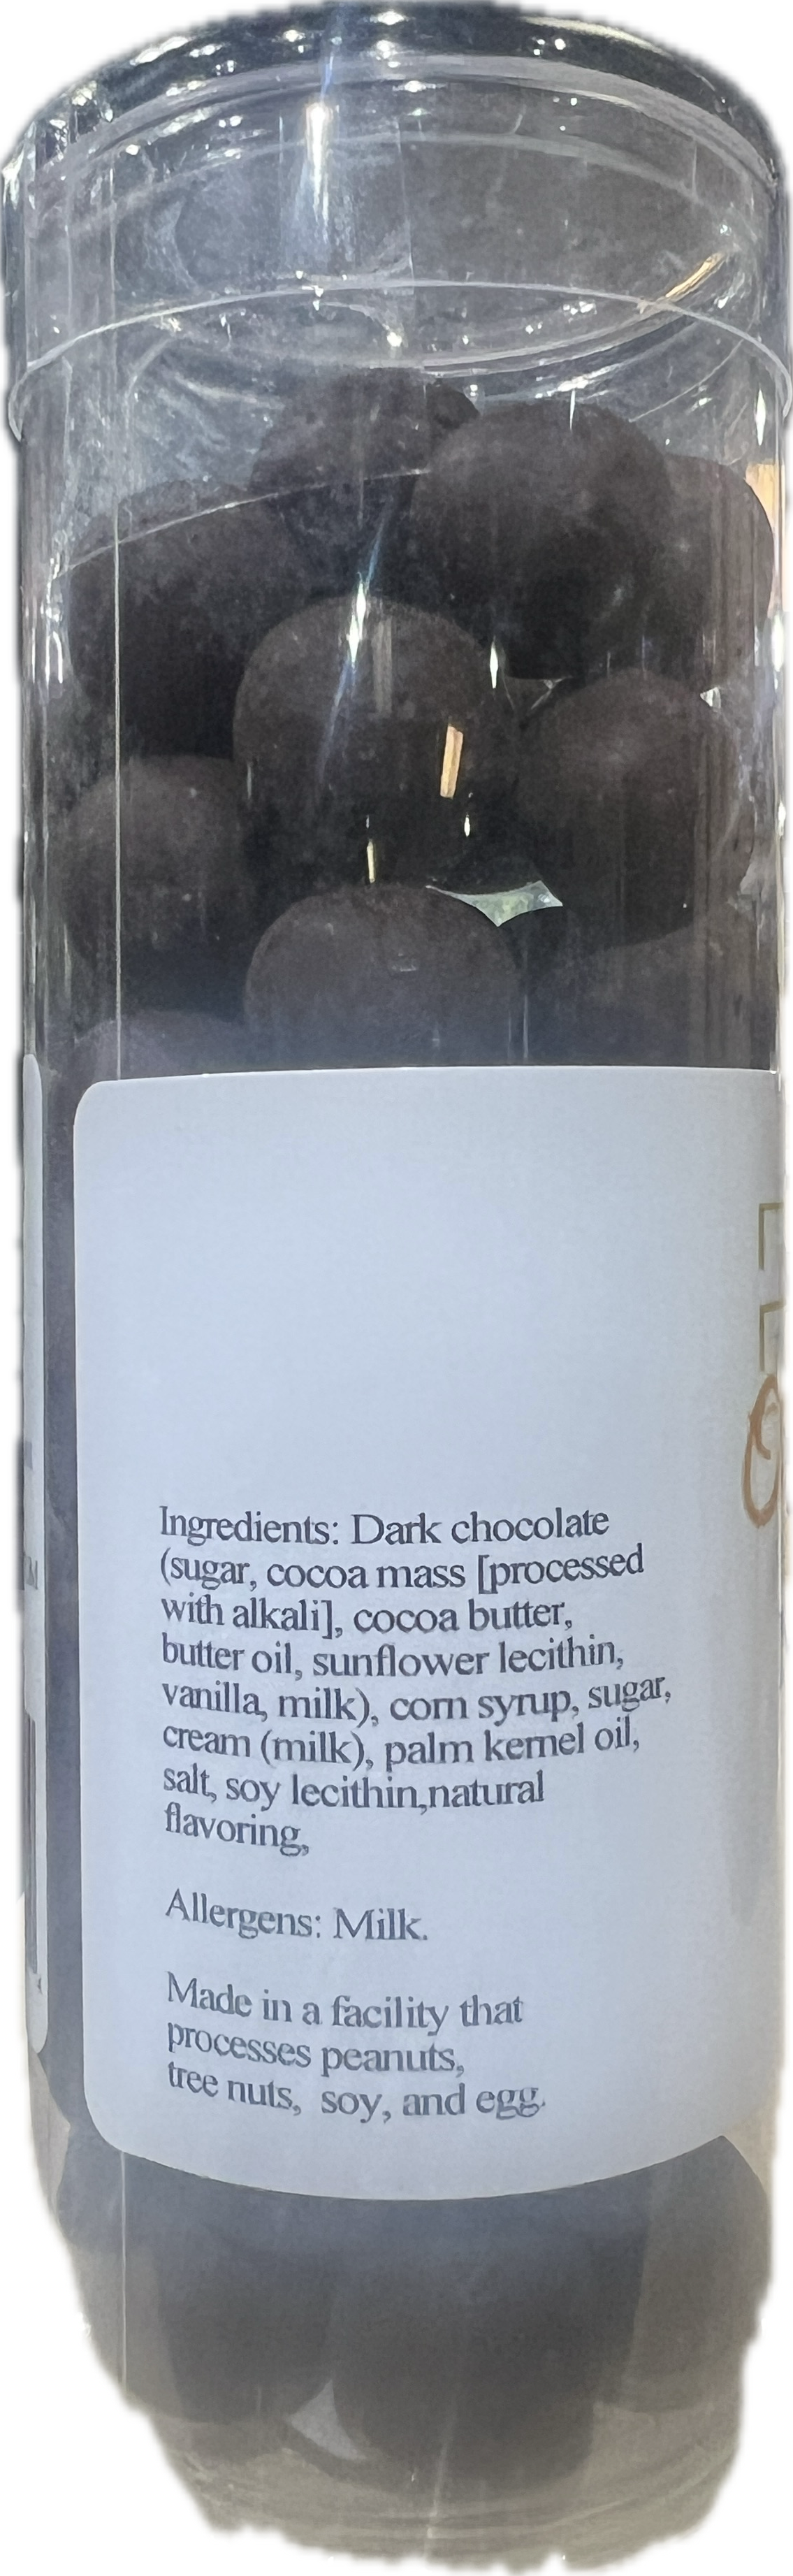 Ingredients: Dark chocolate
(sugar, cocoa mass [processed
with alkali], cocoa butter,
butter oil, sunflower lecithin,
vanilla, milk), corn syrup, sugar,
cream (milk), palm kernel oil,
salt, soy lecithin,natural
flavoring,
Allergens: Milk.
Made in a facility that
processes peanuts,
tree nuts, soy, and egg.